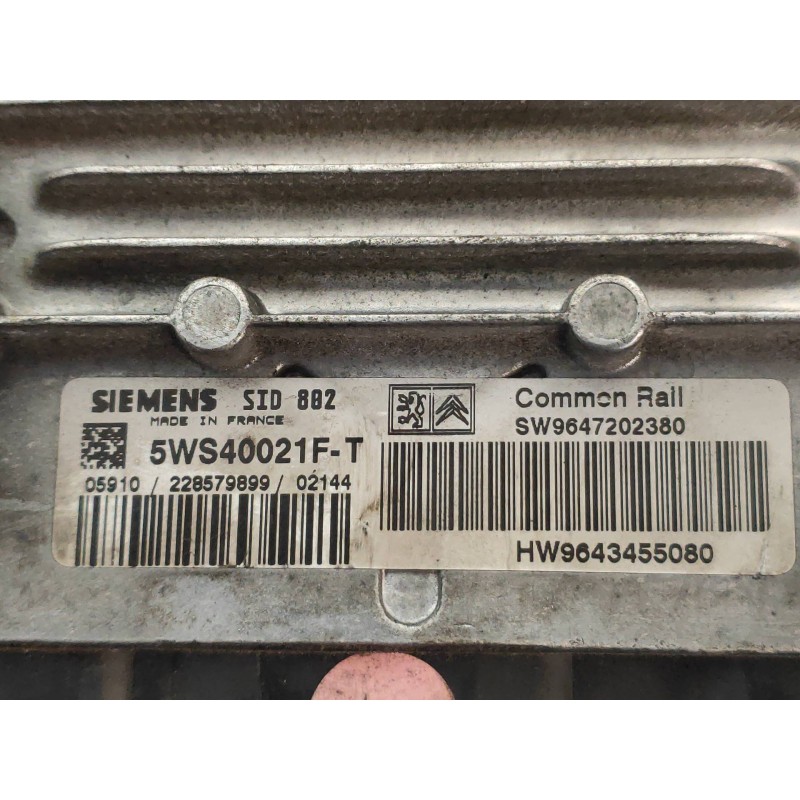 SIEMENS SID 802
MADE IN FRANCE
5WS40021F-T
05910 / 228579899 / 02144
Common Rail
SW9647202380
HW9643455080